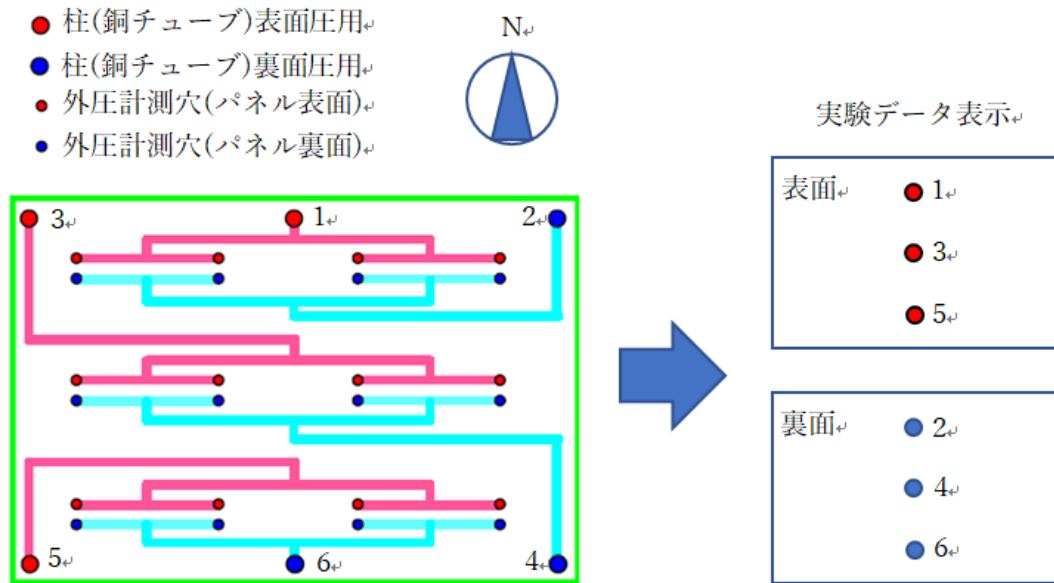 柱(銅チューブ)表面圧用↵
柱(銅チューブ)裏面圧用↵
外圧計測穴(パネル表面)↵
外圧計測穴(パネル裏面)↵
N↵
実験データ表示↵
3↵
1↵
2↵
5↵
6↵
4↵
表面↵
1↵
3↵
5↵
裏面↵
2↵
4↵
6↵